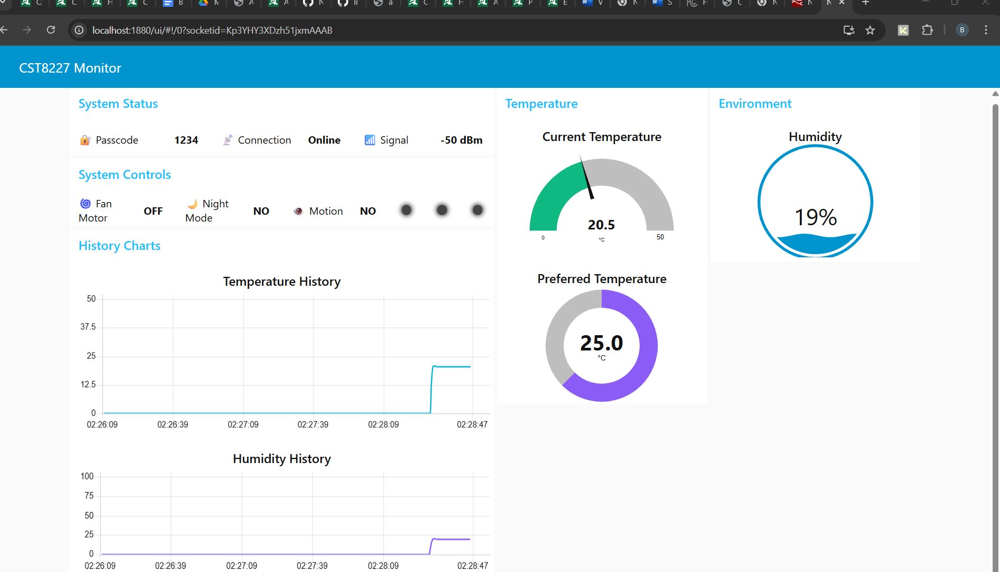 localhost:1880/ui/#!/0?socketid=Kp3YHY3XDzh51jxmAAAB
B
CST8227 Monitor
System Status
Passcode 1234 Connection Online Signal -50 dBm
System Controls
Fan Motor OFF Night Mode NO Motion NO
History Charts
Temperature History
50
37.5
25
12.5
0
02:26:09 02:26:39 02:27:09 02:27:39 02:28:09 02:28:47
Humidity History
100
75
50
25
0
02:26:09 02:26:39 02:27:09 02:27:39 02:28:09 02:28:47
Temperature
Current Temperature
20.5
°C
0 50
Preferred Temperature
25.0
°C
Environment
Humidity
19%